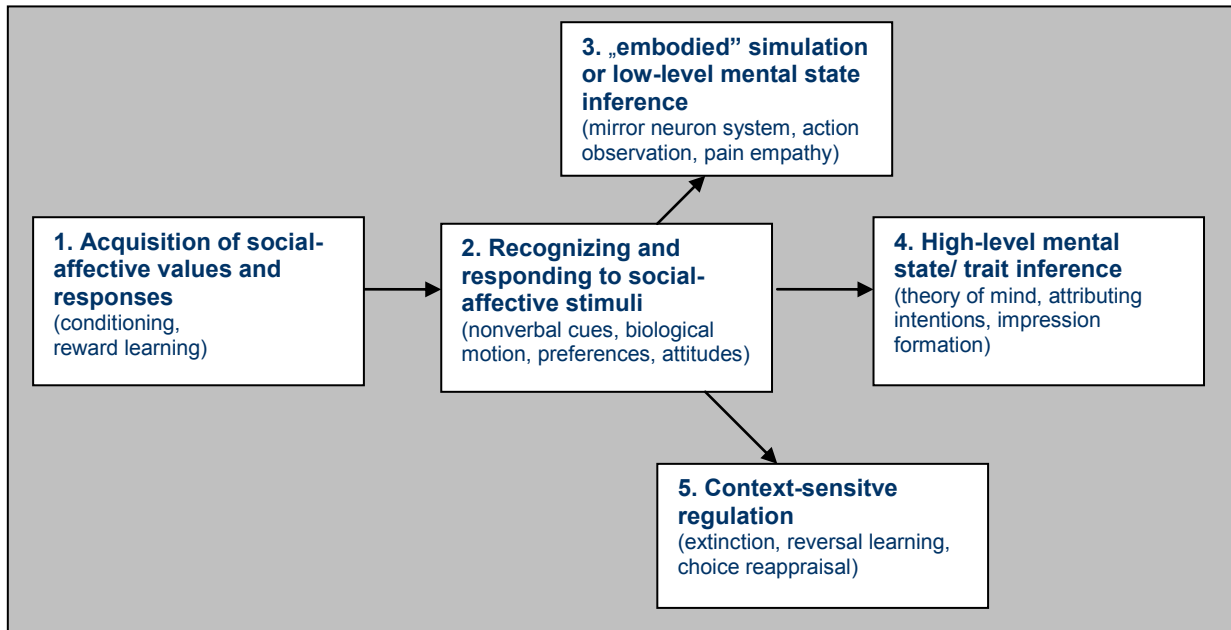 3. „embodied” simulation
or low-level mental state
inference
(mirror neuron system, action
observation, pain empathy)
1. Acquisition of social-
affective values and
responses
(conditioning,
reward learning)
2. Recognizing and
responding to social-
affective stimuli
(nonverbal cues, biological
motion, preferences, attitudes)
4. High-level mental
state/ trait inference
(theory of mind, attributing
intentions, impression
formation)
5. Context-sensitve
regulation
(extinction, reversal learning,
choice reappraisal)